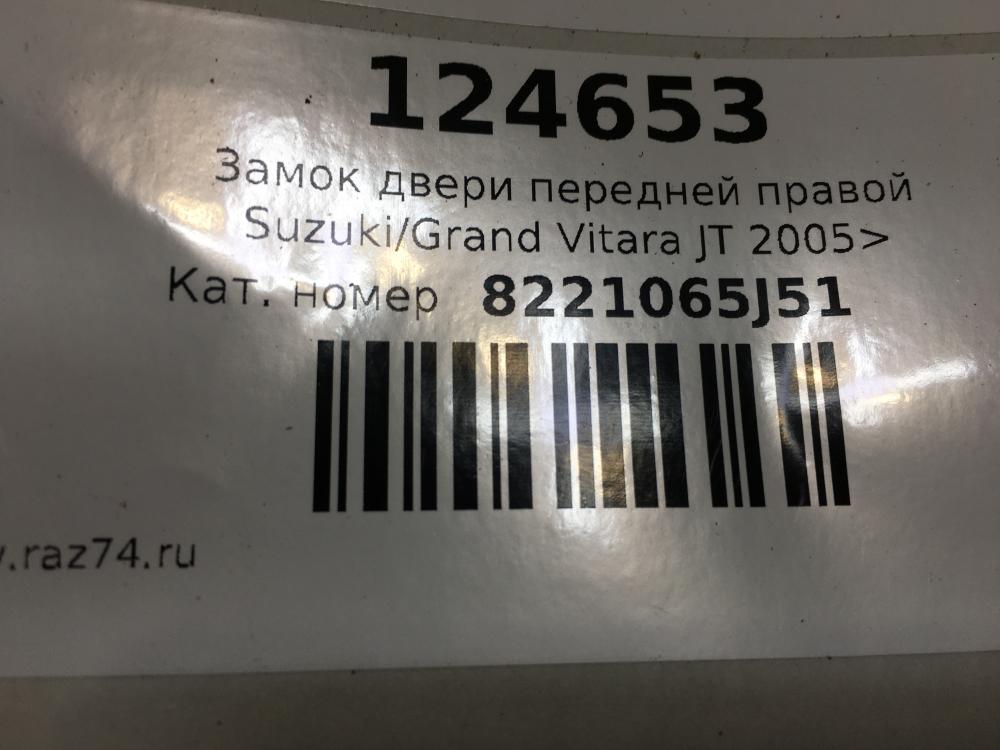 124653
Замок двери передней правой
Suzuki/Grand Vitara JT 2005>
Кат. номер 8221065J51
.raz74.ru